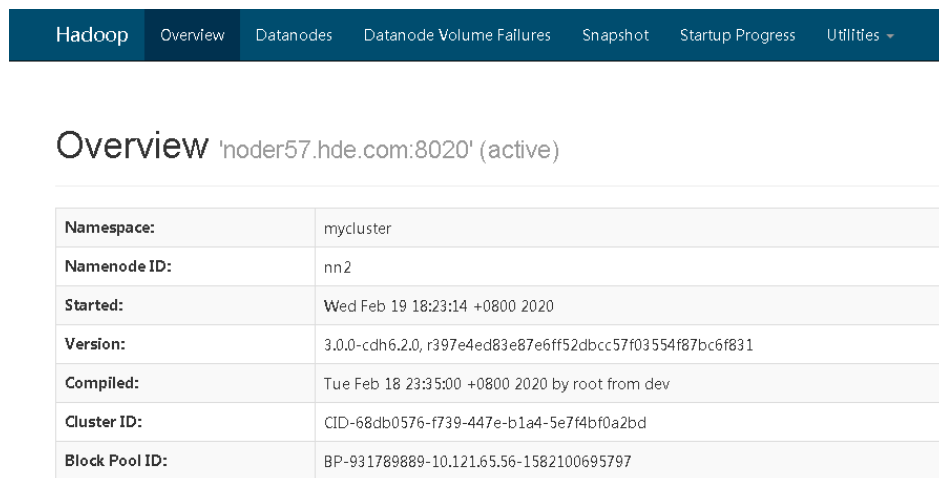 Hadoop Overview Datanodes Datanode Volume Failures Snapshot Startup Progress Utilities
Overview 'noder57.hde.com:8020' (active)
Namespace: mycluster
Namenode ID: nn2
Started: Wed Feb 19 18:23:14 +0800 2020
Version: 3.0.0-cdh6.2.0, r397e4ed83e87e6ff52dbcc57f03554f87bc6f831
Compiled: Tue Feb 18 23:35:00 +0800 2020 by root from dev
Cluster ID: CID-68db0576-f739-447e-b1a4-5e7f4bf0a2bd
Block Pool ID: BP-931789889-10.121.65.56-1582100695797